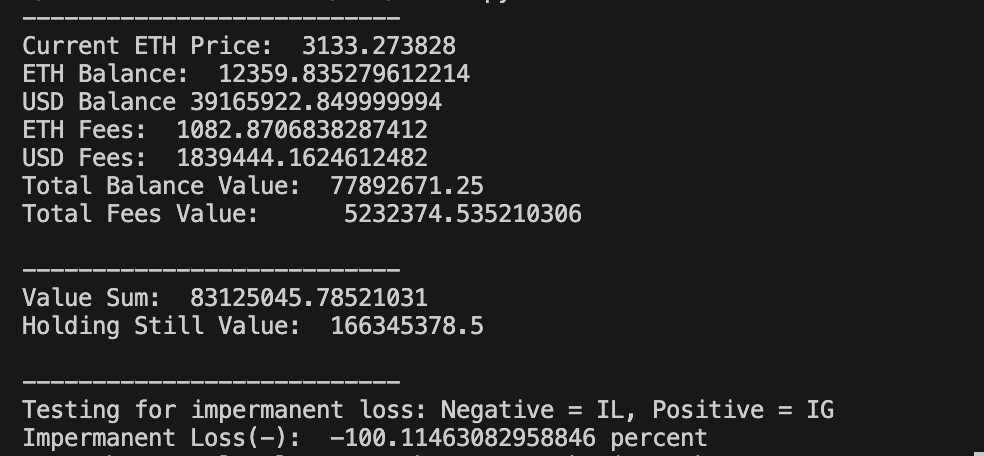 ---------------------------
Current ETH Price:  3133.273828
ETH Balance:  12359.835279612214
USD Balance 39165922.849999994
ETH Fees:  1082.8706838287412
USD Fees:  1839444.1624612482
Total Balance Value:  77892671.25
Total Fees Value:      5232374.535210306
---------------------------
Value Sum:  83125045.78521031
Holding Still Value:  166345378.5
---------------------------
Testing for impermanent loss: Negative = IL, Positive = IG
Impermanent Loss(-):  -100.11463082958846 percent